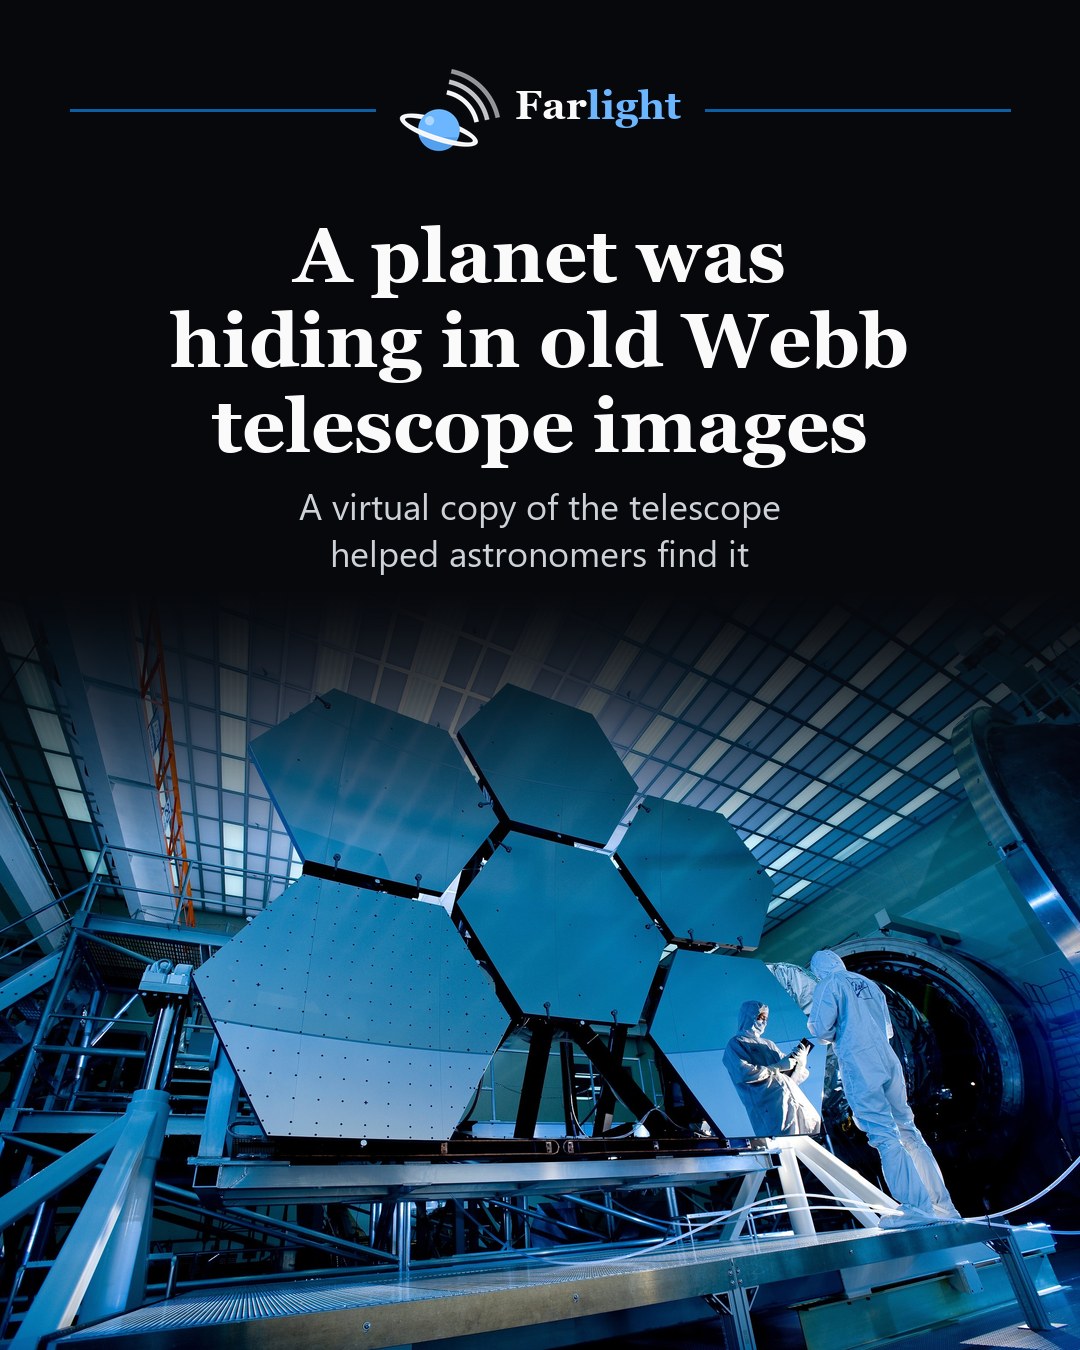 Farlight
A planet was
hiding in old Webb
telescope images
A virtual copy of the telescope
helped astronomers find it